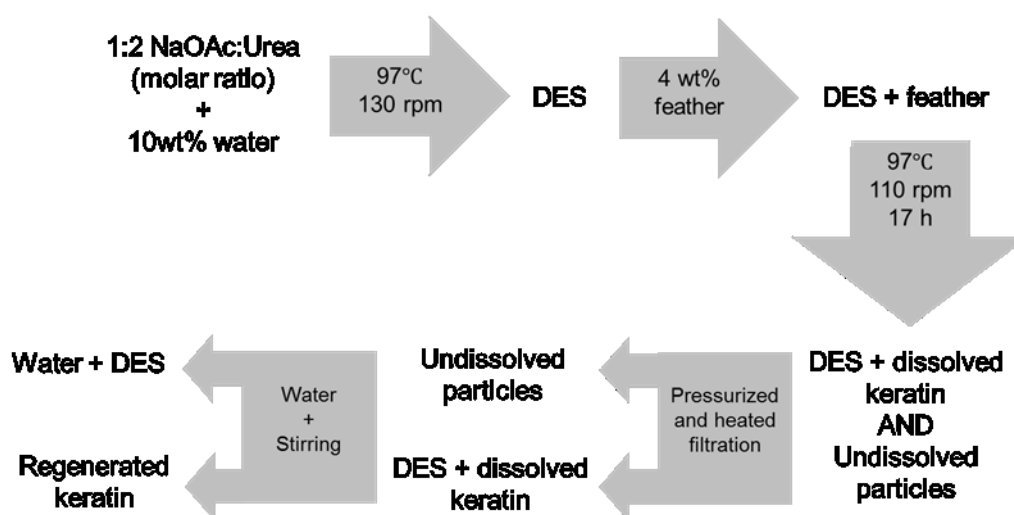 1:2 NaOAc:Urea
(molar ratio)
+
10wt% water
97℃
130 rpm
DES
4 wt%
feather
DES + feather
97℃
110 rpm
17 h
DES + dissolved
keratin
AND
Undissolved
particles
Pressurized
and heated
filtration
Undissolved
particles
DES + dissolved
keratin
Water
+
Stirring
Water + DES
Regenerated
keratin